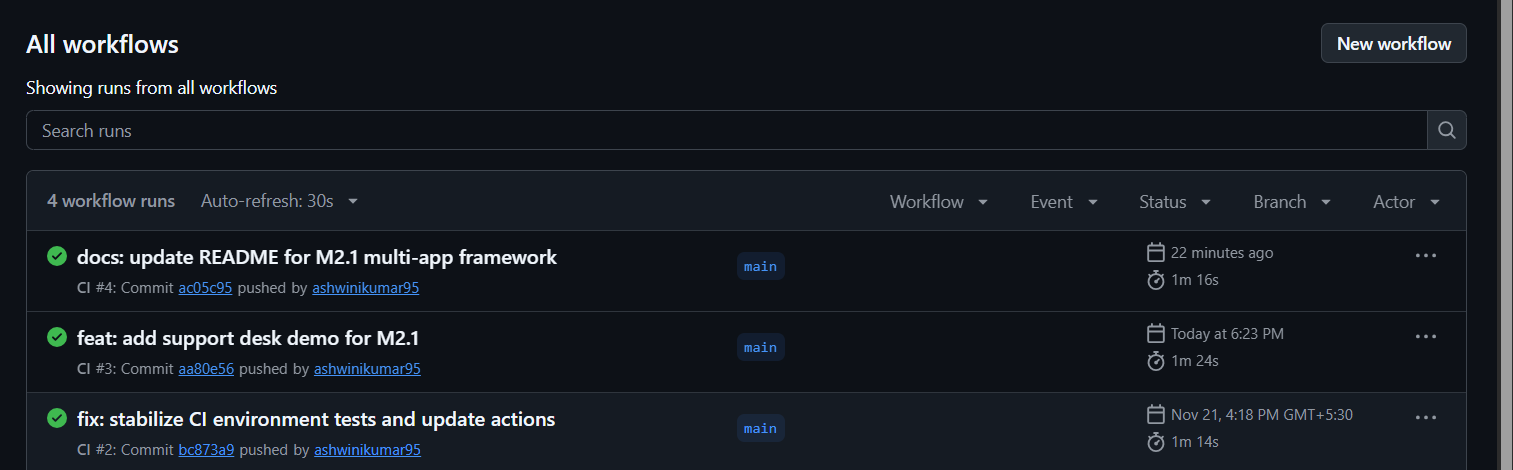 All workflows
New workflow
Showing runs from all workflows
Search runs
4 workflow runs Auto-refresh: 30s Workflow Event Status Branch Actor
docs: update README for M2.1 multi-app framework
main
22 minutes ago
CI #4: Commit ac05c95 pushed by ashwinikumar95
1m 16s
feat: add support desk demo for M2.1
main
Today at 6:23 PM
CI #3: Commit aa80e56 pushed by ashwinikumar95
1m 24s
fix: stabilize CI environment tests and update actions
main
Nov 21, 4:18 PM GMT+5:30
CI #2: Commit bc873a9 pushed by ashwinikumar95
1m 14s